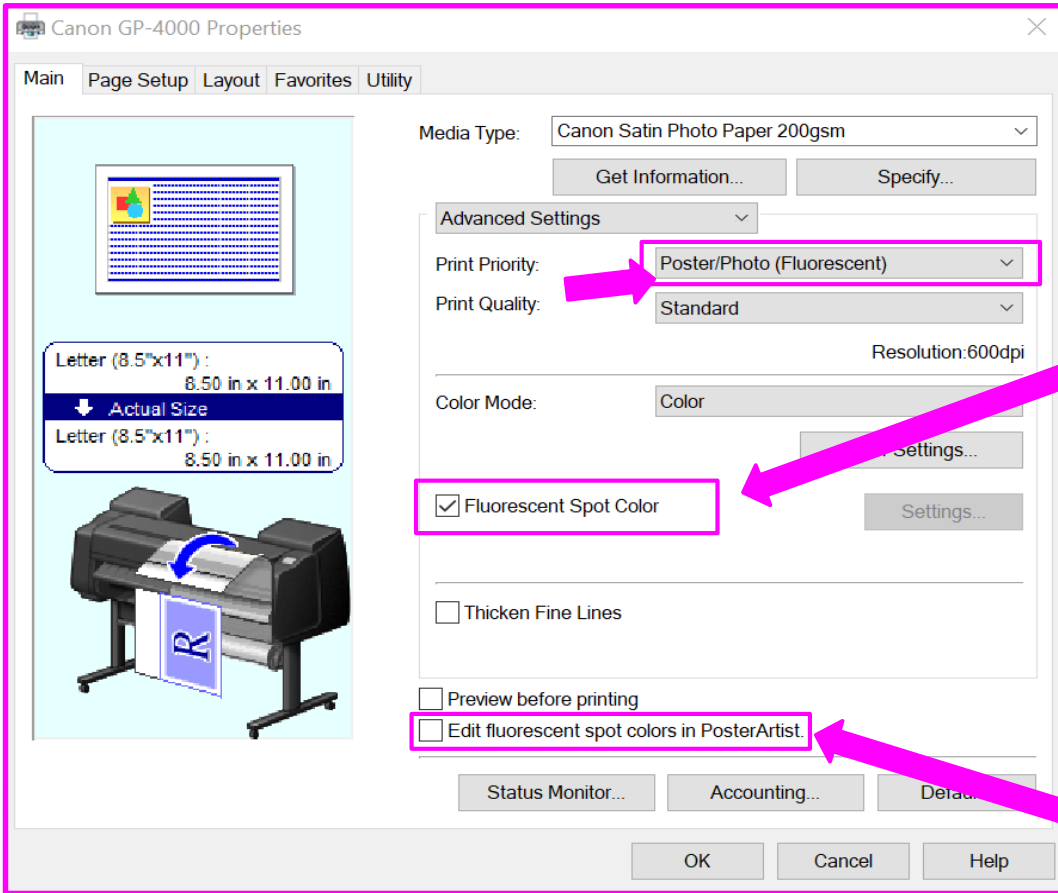 Canon GP-4000 Properties
Main Page Setup Layout Favorites Utility
Media Type: Canon Satin Photo Paper 200gsm
Get Information... Specify...
Advanced Settings
Print Priority: Poster/Photo (Fluorescent)
Print Quality: Standard
Resolution:600dpi
Color Mode: Color
Settings...
Fluorescent Spot Color Settings...
Thicken Fine Lines
Preview before printing
Edit fluorescent spot colors in PosterArtist.
Status Monitor... Accounting...
OK Cancel Help
Letter (8.5"x11") :
8.50 in x 11.00 in
Actual Size
Letter (8.5"x11") :
8.50 in x 11.00 in
R